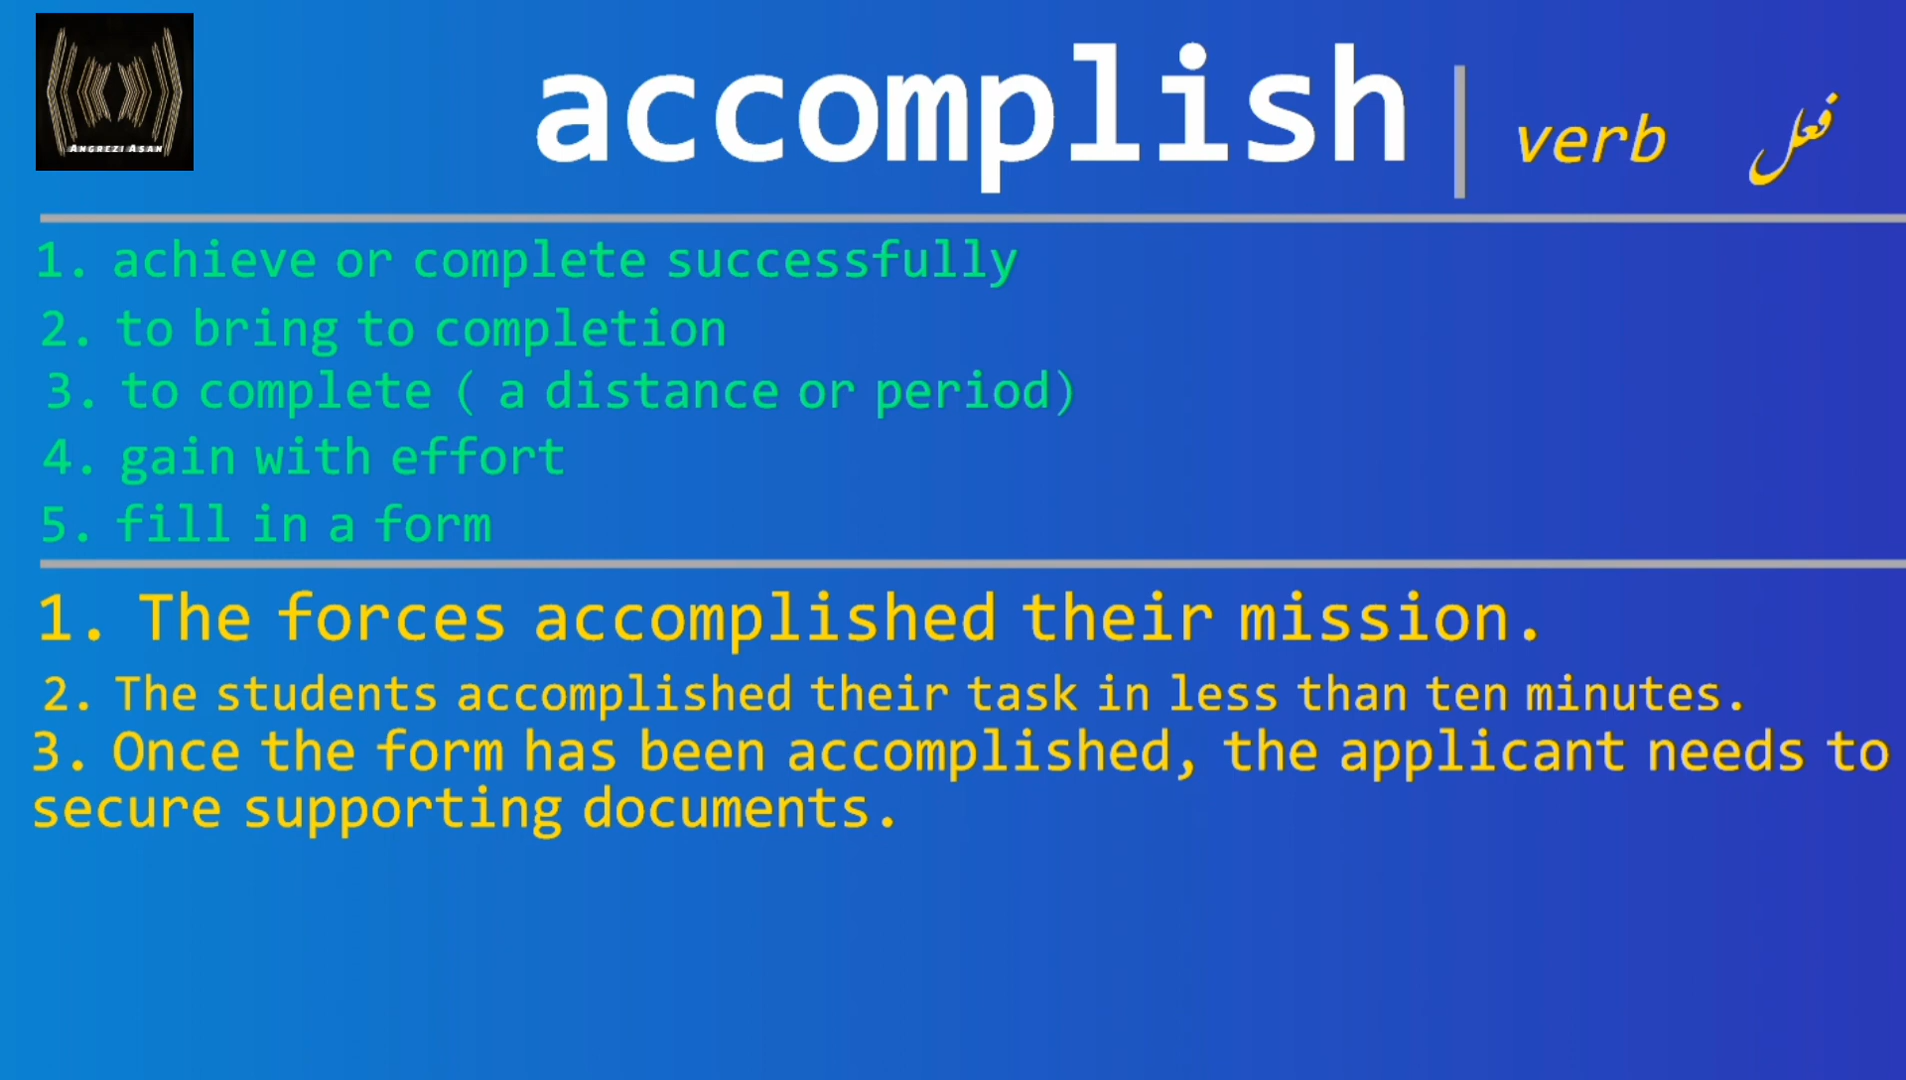 ANGREZI ASAN
accomplish verb فعل
1. achieve or complete successfully
2. to bring to completion
3. to complete ( a distance or period)
4. gain with effort
5. fill in a form
1. The forces accomplished their mission.
2. The students accomplished their task in less than ten minutes.
3. Once the form has been accomplished, the applicant needs to
secure supporting documents.